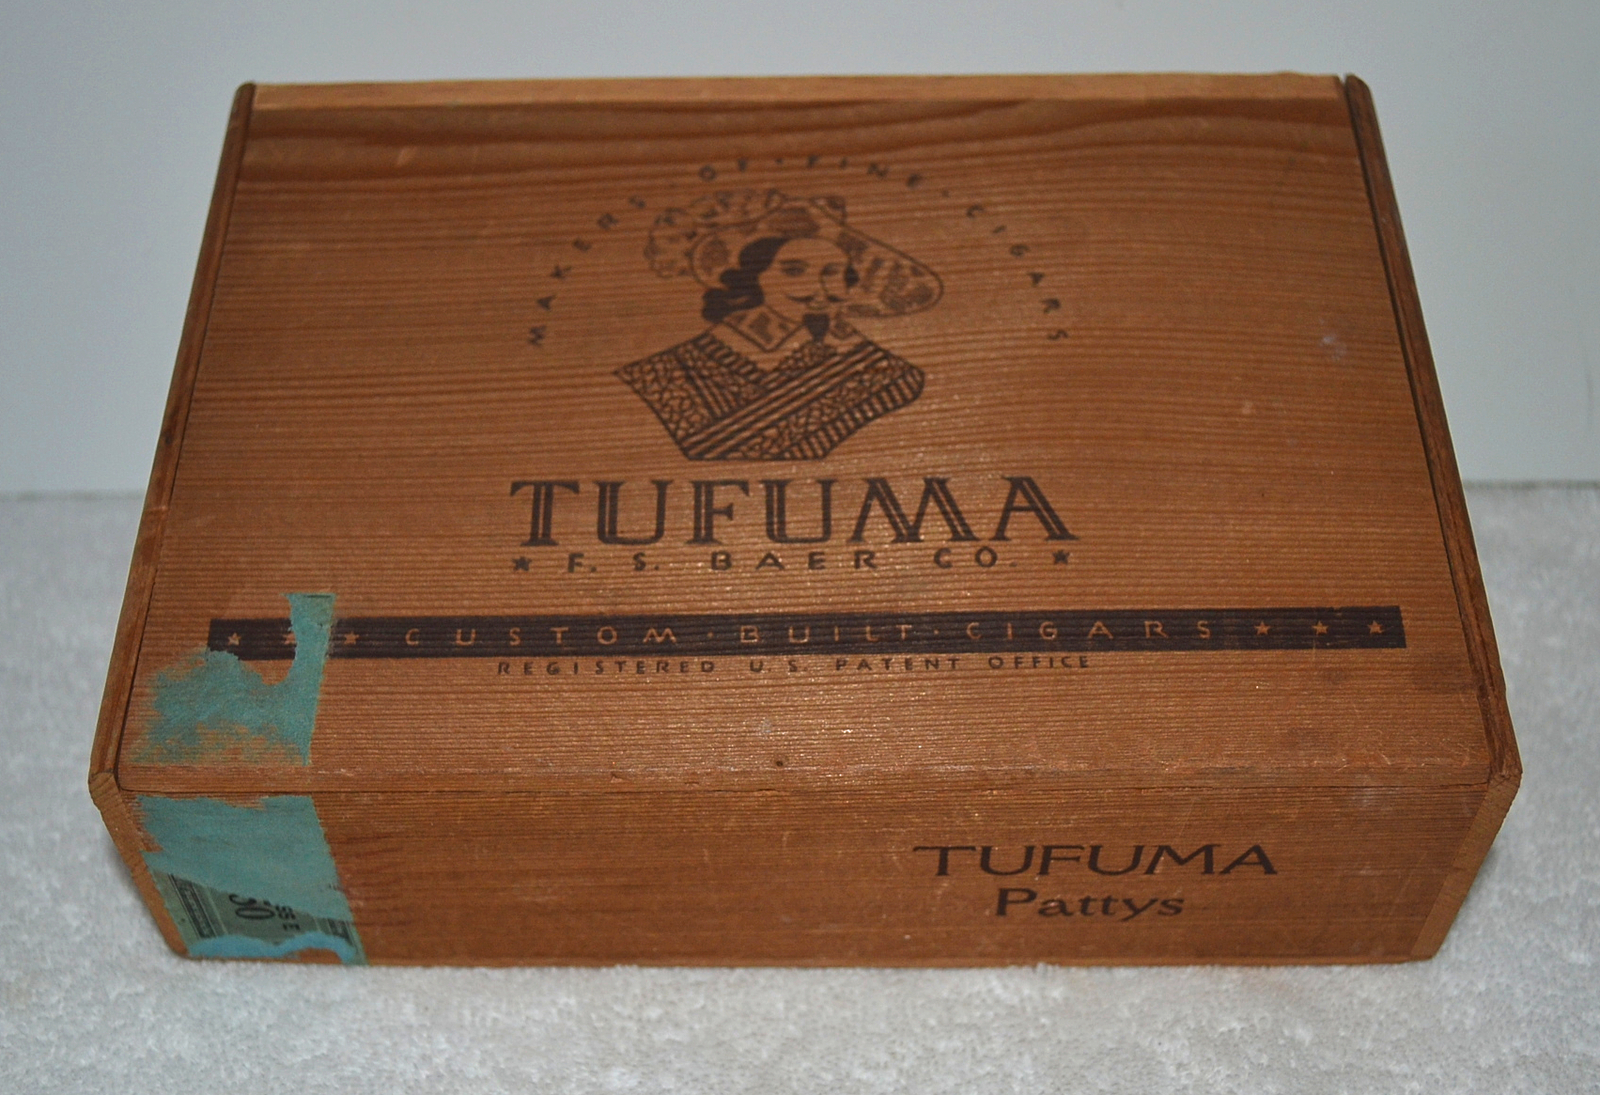 MAKERS · OF · FINE · CIGARS
TUFUMA
★ F. S. BAER CO. ★
★ ★ ★ CUSTOM · BUILT · CIGARS ★ ★ ★
REGISTERED U.S. PATENT OFFICE
TUFUMA
Pattys